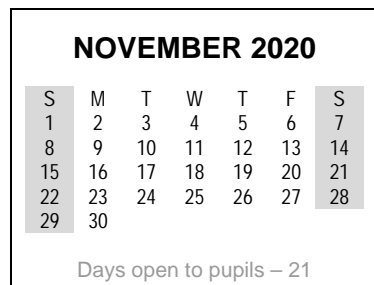 NOVEMBER 2020
S M T W T F S
1 2 3 4 5 6 7
8 9 10 11 12 13 14
15 16 17 18 19 20 21
22 23 24 25 26 27 28
29 30
Days open to pupils – 21